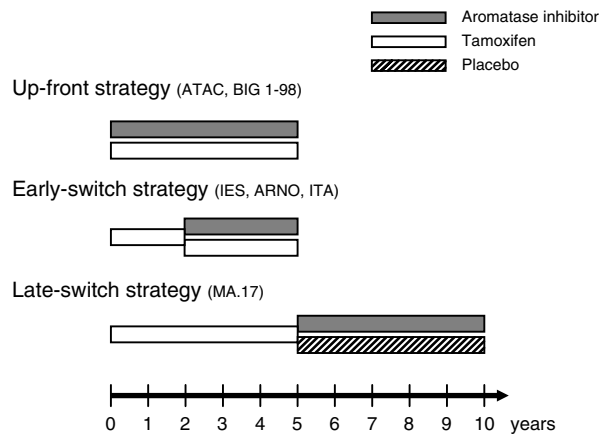 Aromatase inhibitor
Tamoxifen
Placebo
Up-front strategy (ATAC, BIG 1-98)
Early-switch strategy (IES, ARNO, ITA)
Late-switch strategy (MA.17)
0 1 2 3 4 5 6 7 8 9 10 years